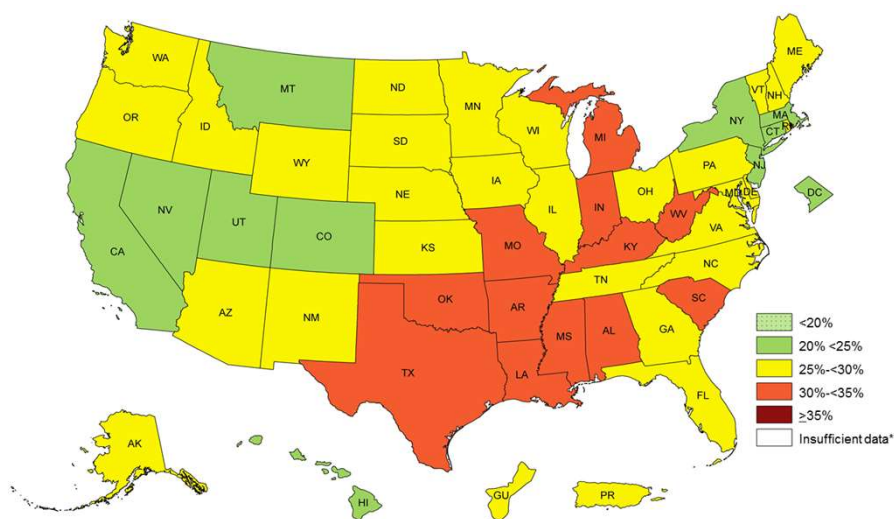 WA
MT
ND
MN
ME
OR
ID
WY
SD
WI
MI
VT
NH
NY
MA
CT
RI
NV
UT
CO
NE
IA
IL
IN
OH
PA
NJ
MD
DE
DC
CA
KS
MO
KY
WV
VA
AZ
NM
OK
AR
TN
NC
SC
TX
LA
MS
AL
GA
FL
AK
HI
GU
PR
<20%
20% <25%
25%-<30%
30%-<35%
≥35%
Insufficient data*